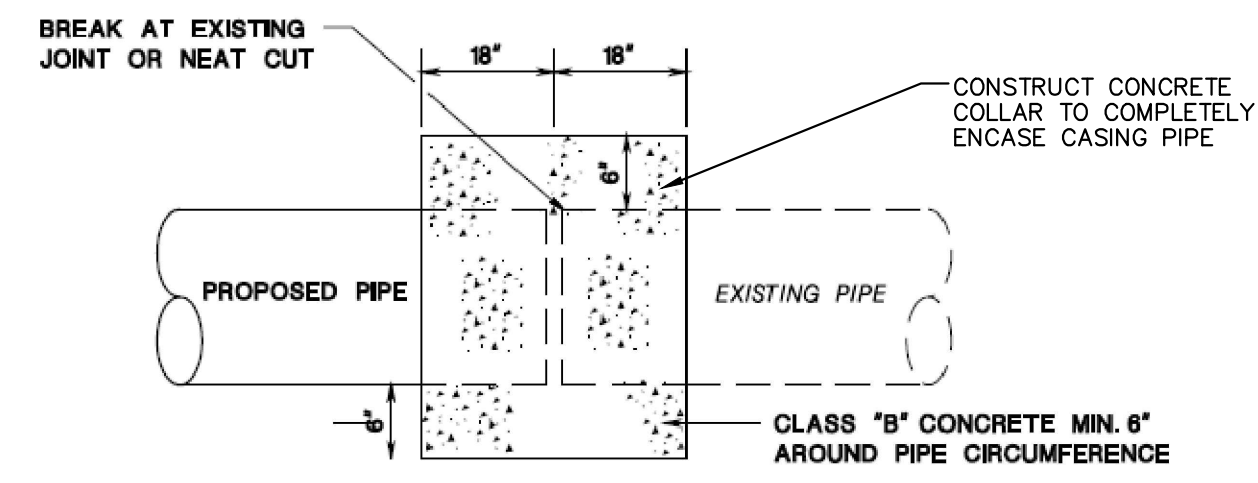 BREAK AT EXISTING
JOINT OR NEAT CUT
18"
18"
CONSTRUCT CONCRETE
COLLAR TO COMPLETELY
ENCASE CASING PIPE
6"
PROPOSED PIPE
EXISTING PIPE
6"
CLASS "B" CONCRETE MIN. 6"
AROUND PIPE CIRCUMFERENCE